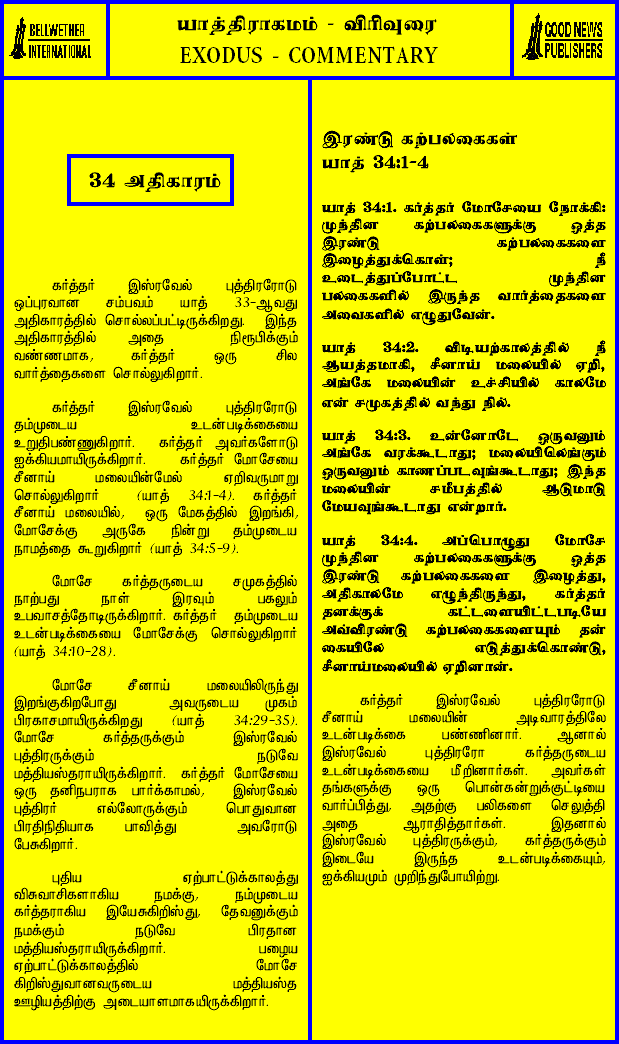 BELLWETHER
INTERNATIONAL
யாத்திராகமம் - விரிவுரை
EXODUS - COMMENTARY
GOOD NEWS
PUBLISHERS
34 அதிகாரம்
கர்த்தர் இஸ்ரவேல் புத்திரரோடு
ஒப்புரவான சம்பவம் யாத் 33-ஆவது
அதிகாரத்தில் சொல்லப்பட்டிருக்கிறது. இந்த
அதிகாரத்தில் அதை நிரூபிக்கும்
வண்ணமாக, கர்த்தர் ஒரு சில
வார்த்தைகளை சொல்லுகிறார்.
கர்த்தர் இஸ்ரவேல் புத்திரரோடு
தம்முடைய உடன்படிக்கையை
உறுதிபண்ணுகிறார். கர்த்தர் அவர்களோடு
ஐக்கியமாயிருக்கிறார். கர்த்தர் மோசேயை
சீனாய் மலையின்மேல் ஏறிவருமாறு
சொல்லுகிறார் (யாத் 34:1-4). கர்த்தர்
சீனாய் மலையில், ஒரு மேகத்தில் இறங்கி,
மோசேக்கு அருகே நின்று தம்முடைய
நாமத்தை கூறுகிறார் (யாத் 34:5-9).
மோசே கர்த்தருடைய சமுகத்தில்
நாற்பது நாள் இரவும் பகலும்
உபவாசத்தோடிருக்கிறார். கர்த்தர் தம்முடைய
உடன்படிக்கையை மோசேக்கு சொல்லுகிறார்
(யாத் 34:10-28).
மோசே சீனாய் மலையிலிருந்து
இறங்குகிறபோது அவருடைய முகம்
பிரகாசமாயிருக்கிறது (யாத் 34:29-35).
மோசே கர்த்தருக்கும் இஸ்ரவேல்
புத்திரருக்கும் நடுவே
மத்தியஸ்தராயிருக்கிறார். கர்த்தர் மோசேயை
ஒரு தனிநபராக பார்க்காமல், இஸ்ரவேல்
புத்திரர் எல்லோருக்கும் பொதுவான
பிரதிநிதியாக பாவித்து அவரோடு
பேசுகிறார்.
புதிய ஏற்பாட்டுக்காலத்து
விசுவாசிகளாகிய நமக்கு, நம்முடைய
கர்த்தராகிய இயேசுகிறிஸ்து, தேவனுக்கும்
நமக்கும் நடுவே பிரதான
மத்தியஸ்தராயிருக்கிறார். பழைய
ஏற்பாட்டுக்காலத்தில் மோசே
கிறிஸ்துவானவருடைய மத்தியஸ்த
ஊழியத்திற்கு அடையாளமாகயிருக்கிறார்.
இரண்டு கற்பலகைகள்
யாத் 34:1-4
யாத் 34:1. கர்த்தர் மோசேயை நோக்கி:
முந்தின கற்பலகைகளுக்கு ஒத்த
இரண்டு கற்பலகைகளை
இழைத்துக்கொள்; நீ
உடைத்துப்போட்ட முந்தின
பலகைகளில் இருந்த வார்த்தைகளை
அவைகளில் எழுதுவேன்.
யாத் 34:2. விடியற்காலத்தில் நீ
ஆயத்தமாகி, சீனாய் மலையில் ஏறி,
அங்கே மலையின் உச்சியில் காலமே
என் சமுகத்தில் வந்து நில்.
யாத் 34:3. உன்னோடே ஒருவனும்
அங்கே வரக்கூடாது; மலையிலெங்கும்
ஒருவனும் காணப்படவுங்கூடாது; இந்த
மலையின் சமீபத்தில் ஆடுமாடு
மேயவுங்கூடாது என்றார்.
யாத் 34:4. அப்பொழுது மோசே
முந்தின கற்பலகைகளுக்கு ஒத்த
இரண்டு கற்பலகைகளை இழைத்து,
அதிகாலமே எழுந்திருந்து, கர்த்தர்
தனக்குக் கட்டளையிட்டபடியே
அவ்விரண்டு கற்பலகைகளையும் தன்
கையிலே எடுத்துக்கொண்டு,
சீனாய்மலையில் ஏறினான்.
கர்த்தர் இஸ்ரவேல் புத்திரரோடு
சீனாய் மலையின் அடிவாரத்திலே
உடன்படிக்கை பண்ணினார். ஆனால்
இஸ்ரவேல் புத்திரரோ கர்த்தருடைய
உடன்படிக்கையை மீறினார்கள். அவர்கள்
தங்களுக்கு ஒரு பொன்கன்றுக்குட்டியை
வார்ப்பித்து, அதற்கு பலிகளை செலுத்தி
அதை ஆராதித்தார்கள். இதனால்
இஸ்ரவேல் புத்திரருக்கும், கர்த்தருக்கும்
இடையே இருந்த உடன்படிக்கையும்,
ஐக்கியமும் முறிந்துபோயிற்று.